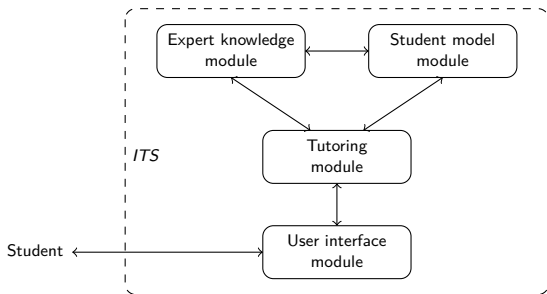 Expert knowledge
module
Student model
module
Tutoring
module
ITS
User interface
module
Student